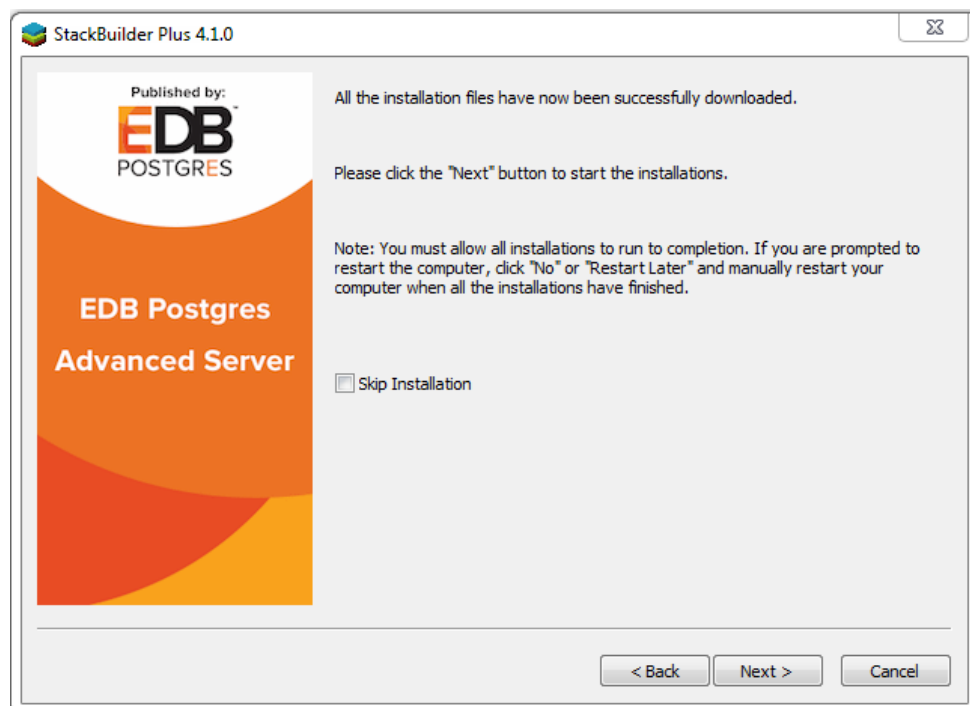 StackBuilder Plus 4.1.0
Published by:
EDB
POSTGRES
EDB Postgres
Advanced Server
All the installation files have now been successfully downloaded.
Please click the "Next" button to start the installations.
Note: You must allow all installations to run to completion. If you are prompted to
restart the computer, click "No" or "Restart Later" and manually restart your
computer when all the installations have finished.
Skip Installation
< Back
Next >
Cancel